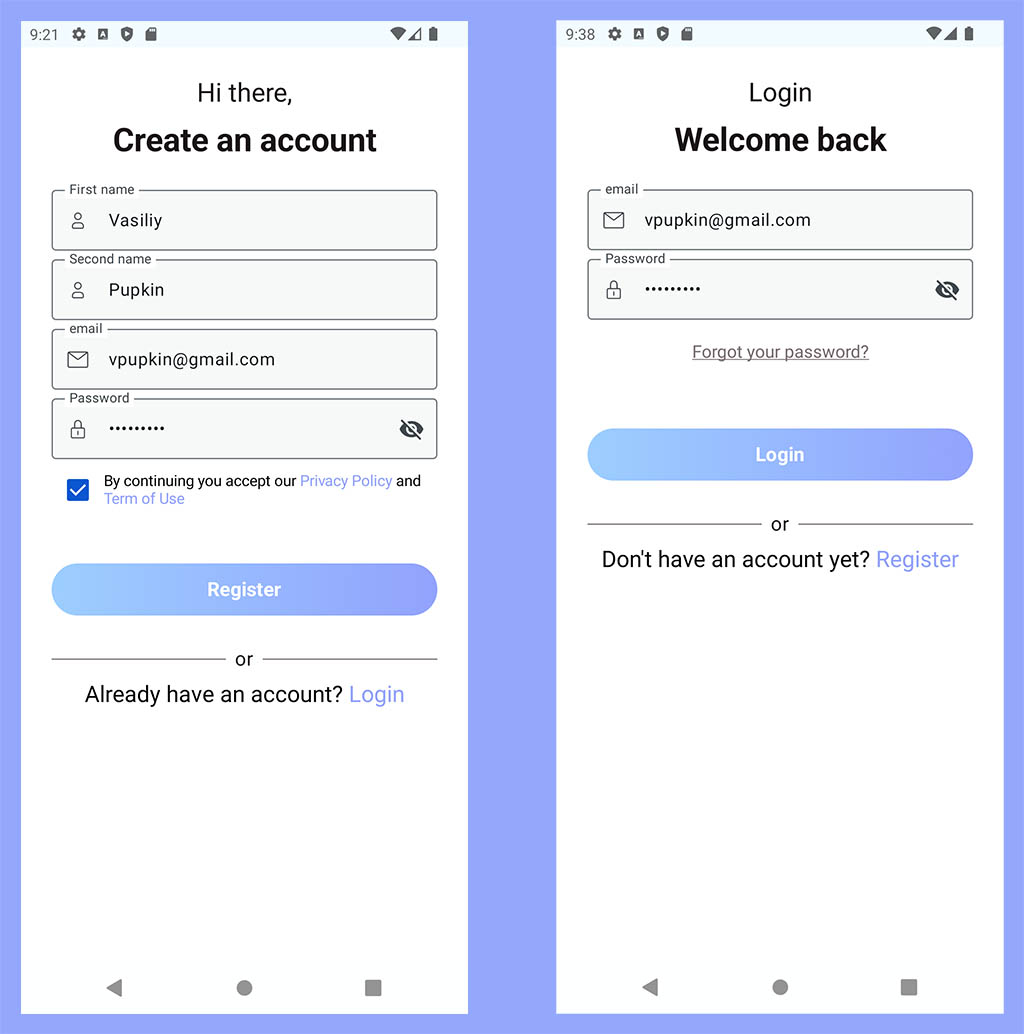 9:21
Hi there,
Create an account
First name
Vasiliy
Second name
Pupkin
email
vpupkin@gmail.com
Password
•••••••••
By continuing you accept our Privacy Policy and
Term of Use
Register
or
Already have an account? Login
9:38
Login
Welcome back
email
vpupkin@gmail.com
Password
•••••••••
Forgot your password?
Login
or
Don't have an account yet? Register